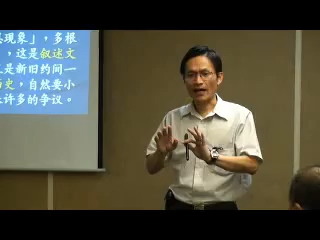 现象」，多根
，这是叙述文
是新旧约间一
史，自然要小
许多的争议。